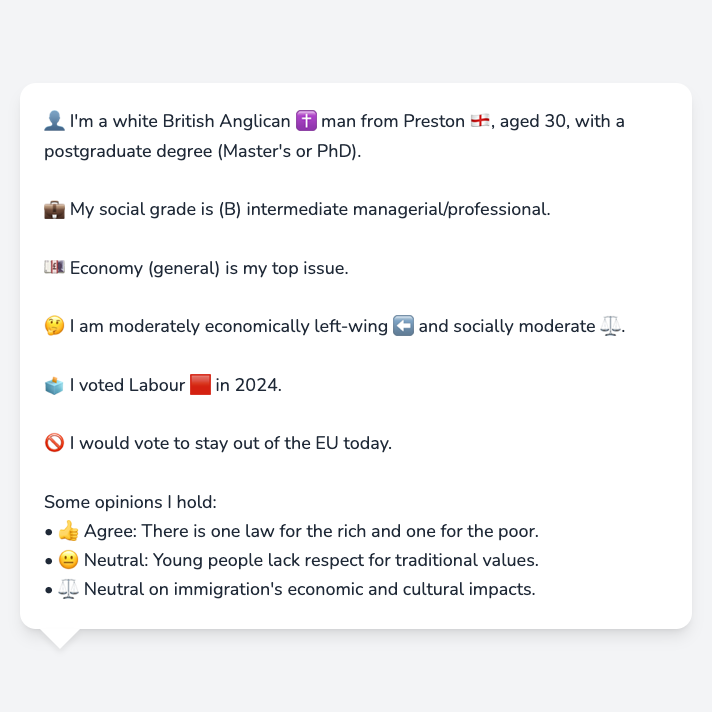 👤 I'm a white British Anglican ✝️ man from Preston 🏴󠁧󠁢󠁥󠁮󠁧󠁿, aged 30, with a
postgraduate degree (Master's or PhD).
💼 My social grade is (B) intermediate managerial/professional.
💷 Economy (general) is my top issue.
🤔 I am moderately economically left-wing ⬅️ and socially moderate ⚖️.
🗳️ I voted Labour 🟥 in 2024.
🚫 I would vote to stay out of the EU today.
Some opinions I hold:
• 👍 Agree: There is one law for the rich and one for the poor.
• 😐 Neutral: Young people lack respect for traditional values.
• ⚖️ Neutral on immigration's economic and cultural impacts.